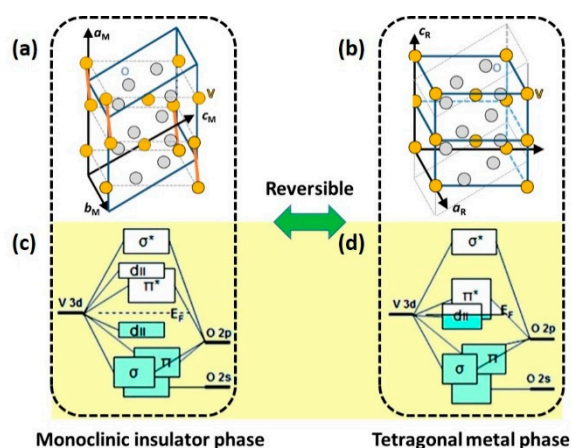 (a)
a_M
O
V
c_M
b_M
(b)
c_R
O
V
a_R
Reversible
(c)
σ*
d||
π*
V 3d
E_F
d||
O 2p
π
σ
O 2s
(d)
σ*
π*
V 3d
d||
E_F
O 2p
π
σ
O 2s
Monoclinic insulator phase
Tetragonal metal phase